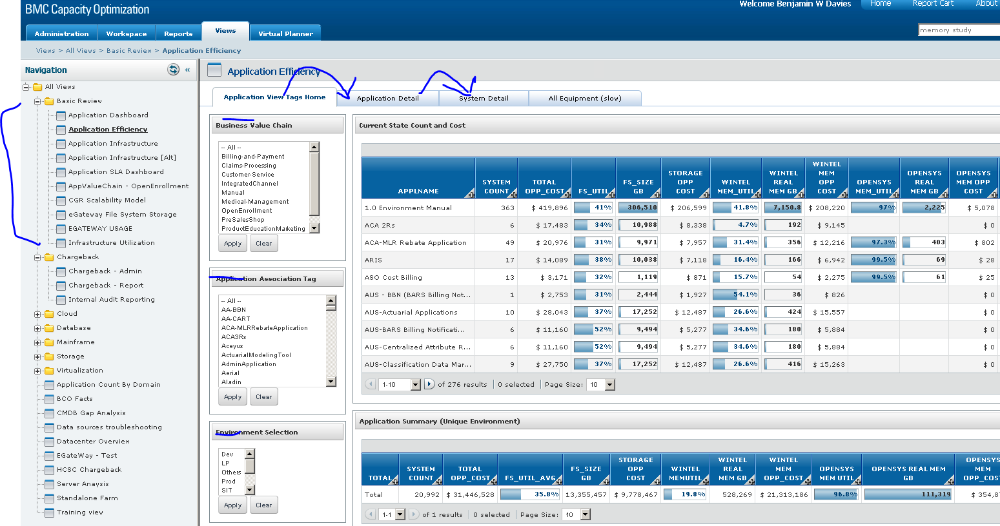 BMC Capacity Optimization
Welcome Benjamin W Davies
Home Report Cart About
Administration Workspace Reports Views Virtual Planner
memory study
Views > All Views > Basic Review > Application Efficiency
Navigation «
All Views
Basic Review
Application Dashboard
Application Efficiency
Application Infrastructure
Application Infrastructure [Alt]
Application SLA Dashboard
AppValueChain - OpenEnrollment
CGR Scalability Model
eGateway File System Storage
EGATEWAY USAGE
Infrastructure Utilization
Chargeback
Chargeback - Admin
Chargeback - Report
Internal Audit Reporting
Cloud
Database
Mainframe
Storage
Virtualization
Application Count By Domain
BCO Facts
CMDB Gap Analysis
Data sources troubleshooting
Datacenter Overview
EGateWay - Test
HCSC Chargeback
Server Anaysis
Standalone Farm
Training view
Application Efficiency
Application View Tags Home Application Detail System Detail All Equipment (slow)
Business Value Chain
-- All --
Billing-and-Payment
Claims-Processing
Customer-Service
IntegratedChannel
Manual
Medical-Management
OpenEnrollment
PreSalesShop
ProductEducationMarketing
Apply Clear
Application Association Tag
-- All --
AA-BBN
AA-CART
ACA-MLRRebateApplication
ACA3Rs
Aceyus
ActuarialModelingTool
AdminApplication
Aerial
Aladin
Apply Clear
Environment Selection
Dev
LP
Others
Prod
SIT
Apply Clear
Current State Count and Cost
APPLNAME SYSTEM COUNT TOTAL OPP_COST FS_UTIL FS_SIZE GB STORAGE OPP COST WINTEL MEM_UTIL WINTEL REAL MEM GB WINTEL MEM OPP COST OPENSYS MEM_UTIL OPENSYS REAL MEM GB OPENSYS MEM OPP COST
1.0 Environment Manual 363 $ 419,896 41% 306,510 $ 206,599 41.8% 7,150.8 $ 208,220 97% 2,225 $ 5,078
ACA 2Rs 6 $ 17,483 34% 10,988 $ 8,338 4.7% 192 $ 9,145 $ 0
ACA-MLR Rebate Application 49 $ 20,976 31% 9,971 $ 7,957 31.4% 356 $ 12,216 97.3% 403 $ 802
ARIS 17 $ 14,089 38% 10,038 $ 7,118 16.4% 166 $ 6,942 99.5% 69 $ 28
ASO Cost Billing 13 $ 3,171 32% 1,119 $ 871 15.7% 54 $ 2,275 99.5% 61 $ 25
AUS - BBN (BARS Billing Not... 1 $ 2,753 31% 2,444 $ 1,927 54.1% 36 $ 826 $ 0
AUS-Actuarial Applications 10 $ 28,043 37% 17,252 $ 12,487 26.6% 424 $ 15,557 $ 0
AUS-BARS Billing Notificati... 6 $ 11,160 52% 9,494 $ 5,277 34.6% 180 $ 5,884 $ 0
AUS-Centralized Attribute R... 6 $ 11,160 52% 9,494 $ 5,277 34.6% 180 $ 5,884 $ 0
AUS-Classification Data Mar... 9 $ 27,750 37% 17,252 $ 12,487 26.6% 416 $ 15,263 $ 0
1-10 of 276 results 0 selected Page Size: 10
Application Summary (Unique Environment)
TOTAL SYSTEM COUNT TOTAL OPP_COST FS_UTIL_AVG FS_SIZE GB STORAGE OPP COST WINTEL MEMUTIL WINTEL REAL MEM GB WINTEL MEM OPP_COST OPENSYS MEM UTIL OPENSYS REAL MEM GB OPENSYS MEM OPP_COST
Total 20,992 $ 31,446,528 35.8% 13,355,457 $ 9,778,467 19.8% 528,269 $ 21,313,186 96.8% 111,319 $ 354,8
1-1 of 1 results 0 selected Page Size: 10